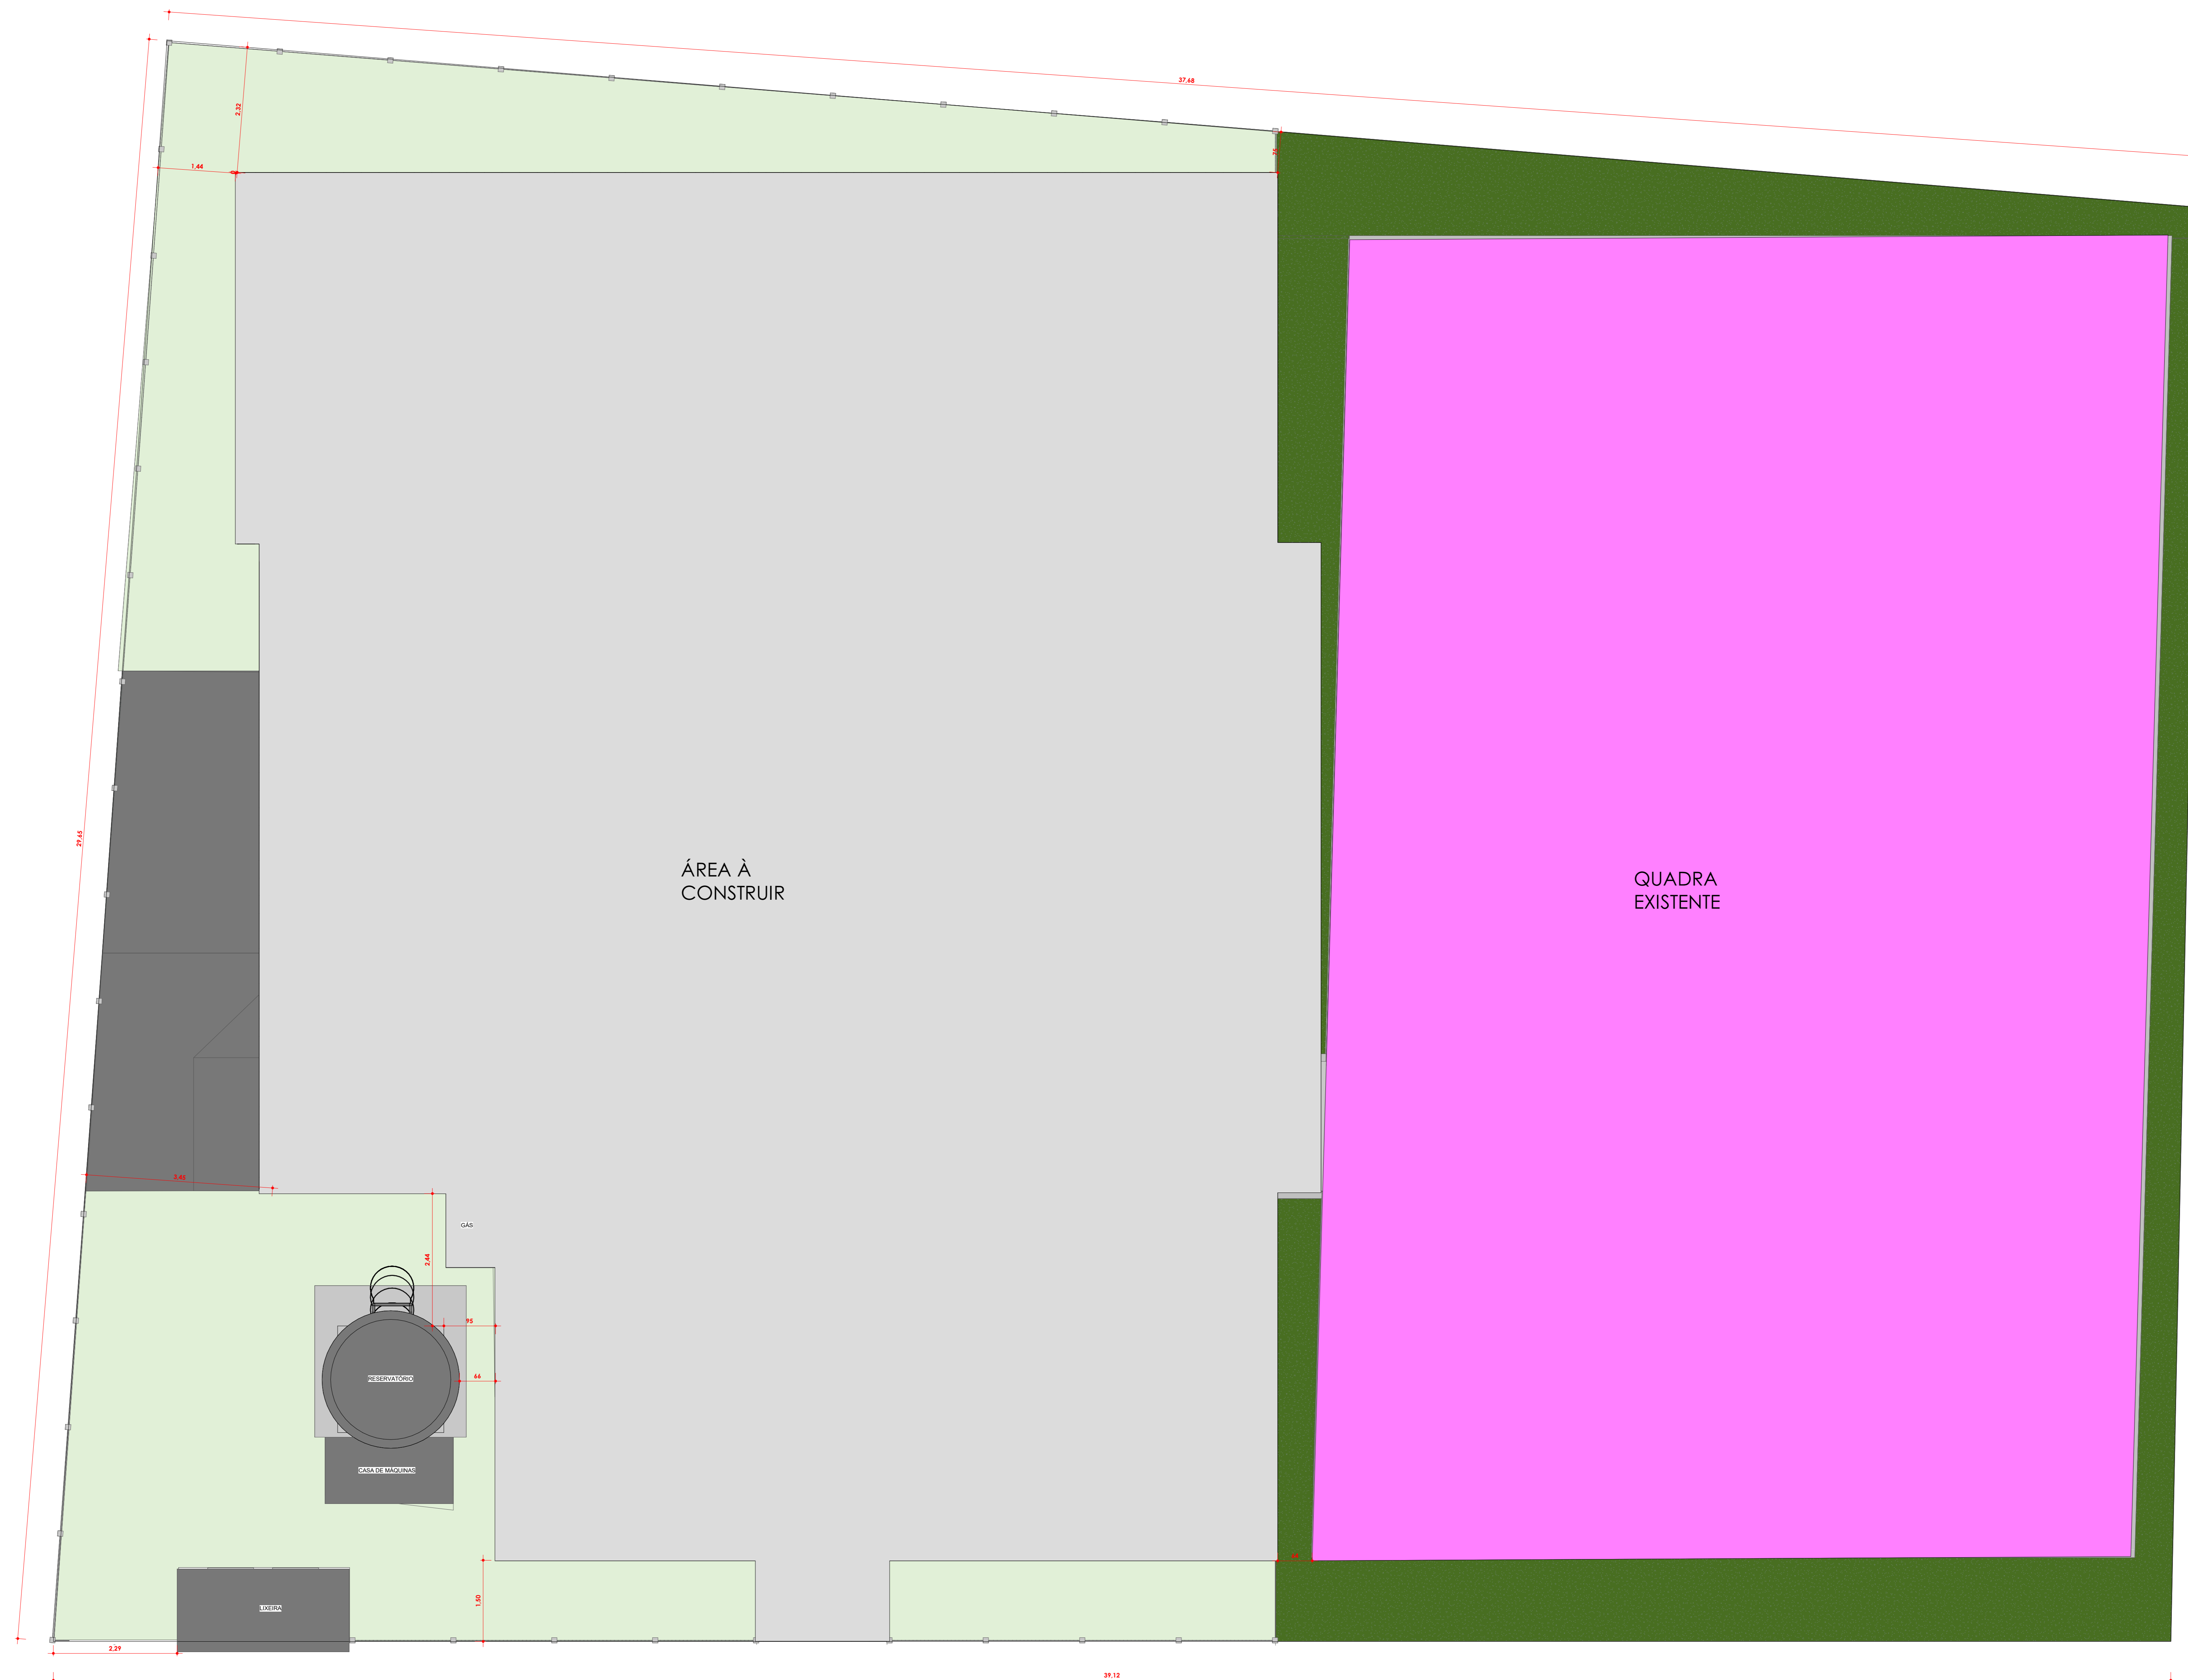 37,68
2,32
1,44
75
29,65
ÁREA À
CONSTRUIR
QUADRA
EXISTENTE
3,45
GÁS
2,44
95
66
RESERVATÓRIO
CASA DE MÁQUINAS
1,50
LIXEIRA
2,29
39,12